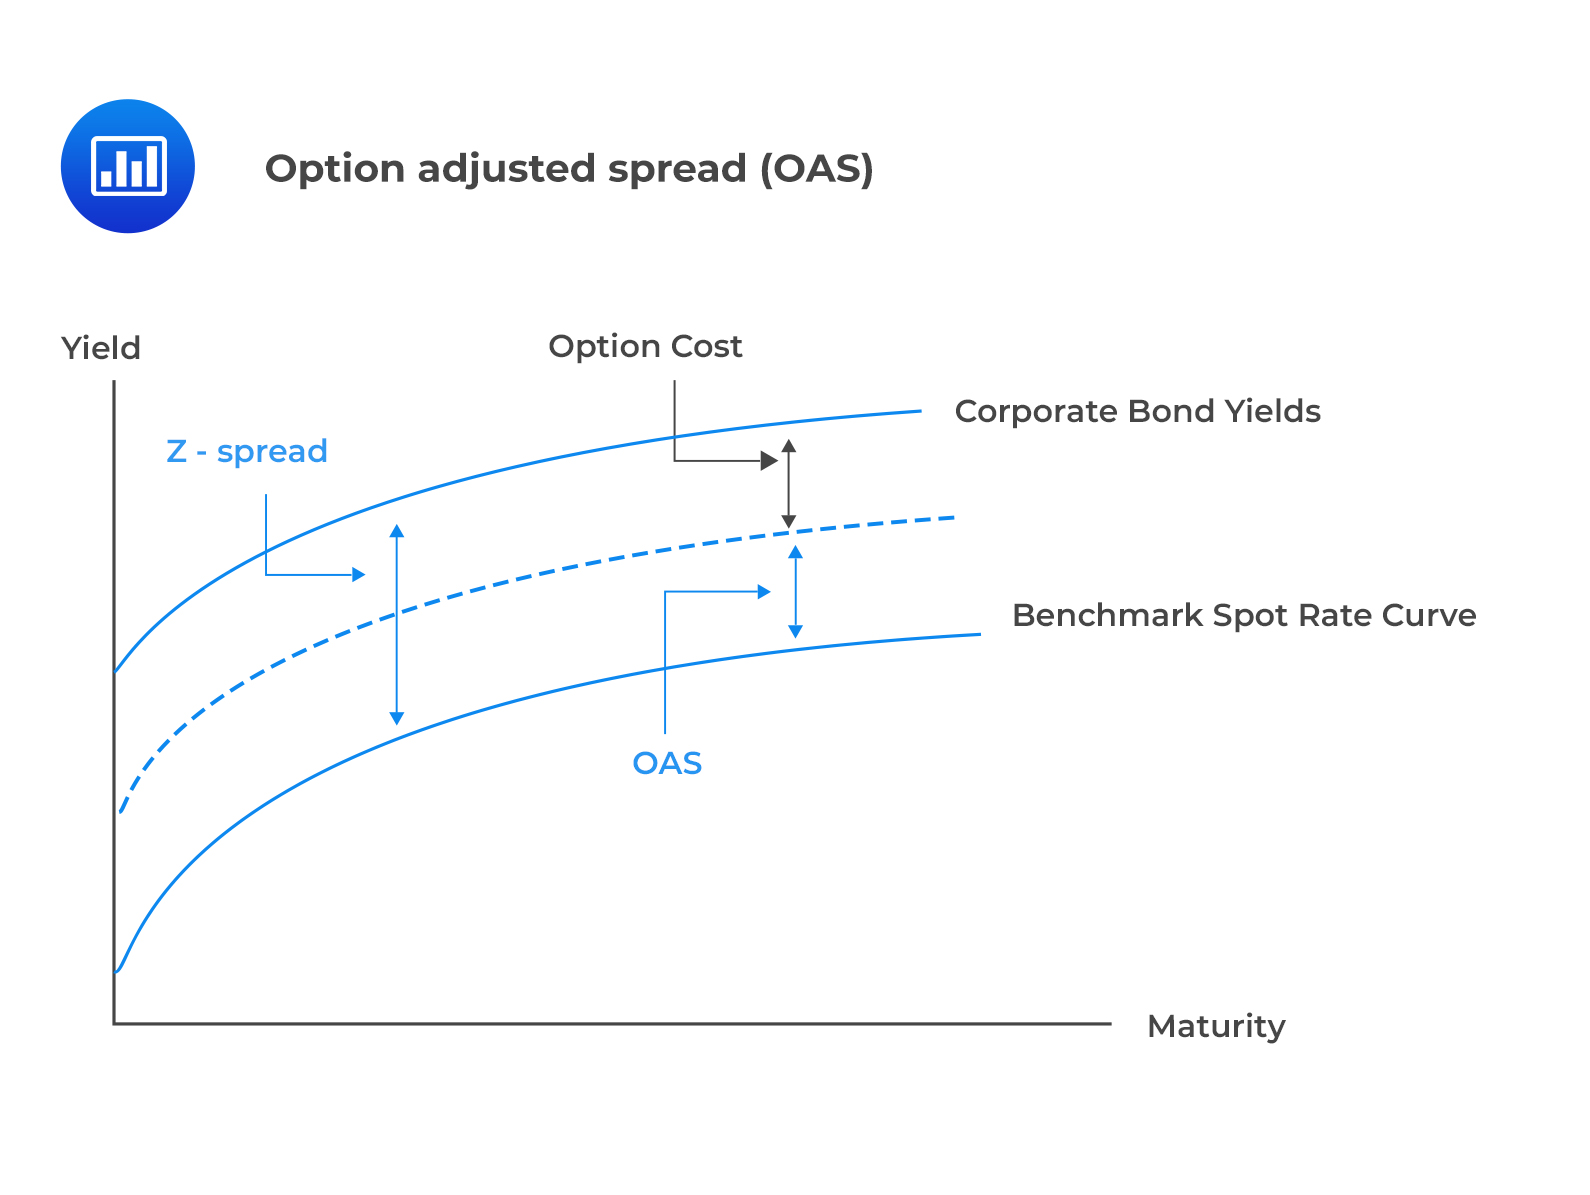 Option adjusted spread (OAS)
Yield
Option Cost
Corporate Bond Yields
Z - spread
Benchmark Spot Rate Curve
OAS
Maturity